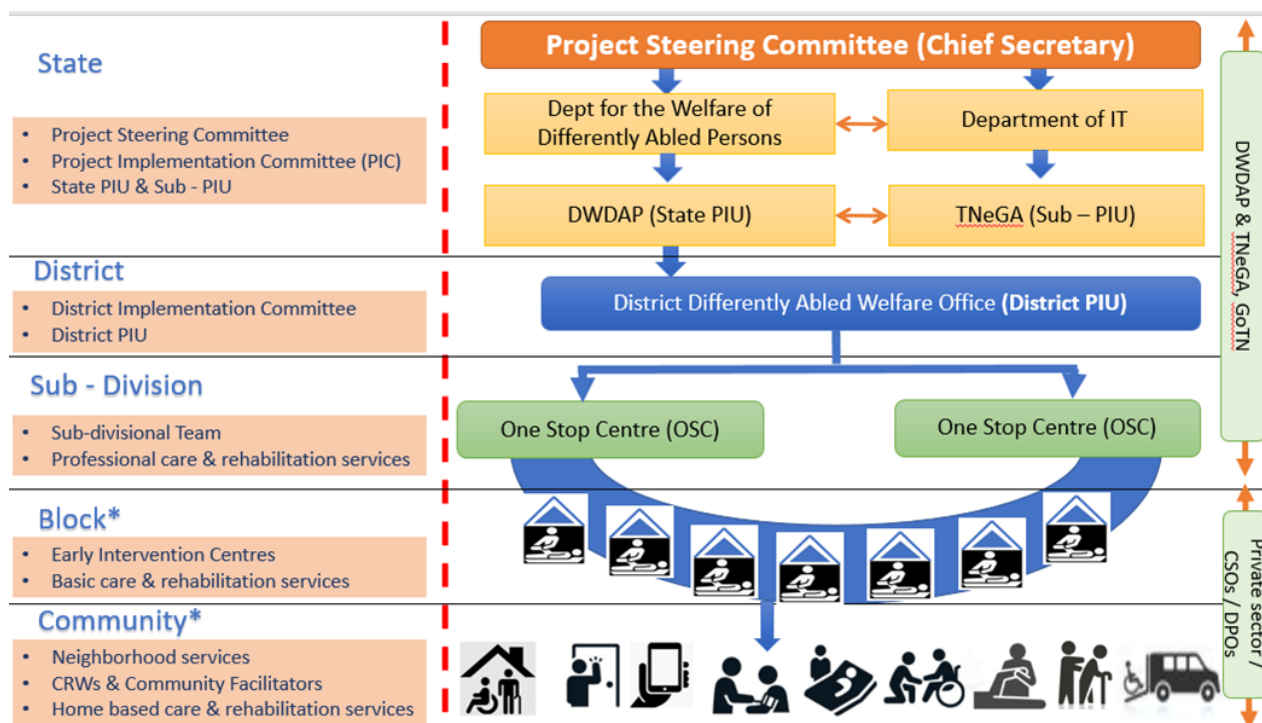 State
• Project Steering Committee
• Project Implementation Committee (PIC)
• State PIU & Sub - PIU
Project Steering Committee (Chief Secretary)
Dept for the Welfare of
Differently Abled Persons
Department of IT
DWDAP (State PIU)
TNeGA (Sub – PIU)
District
• District Implementation Committee
• District PIU
District Differently Abled Welfare Office (District PIU)
Sub - Division
• Sub-divisional Team
• Professional care & rehabilitation services
One Stop Centre (OSC)
One Stop Centre (OSC)
Block*
• Early Intervention Centres
• Basic care & rehabilitation services
Community*
• Neighborhood services
• CRWs & Community Facilitators
• Home based care & rehabilitation services
DWDAP & TNeGA, GoTN
Private sector /
CSOs / DPOs